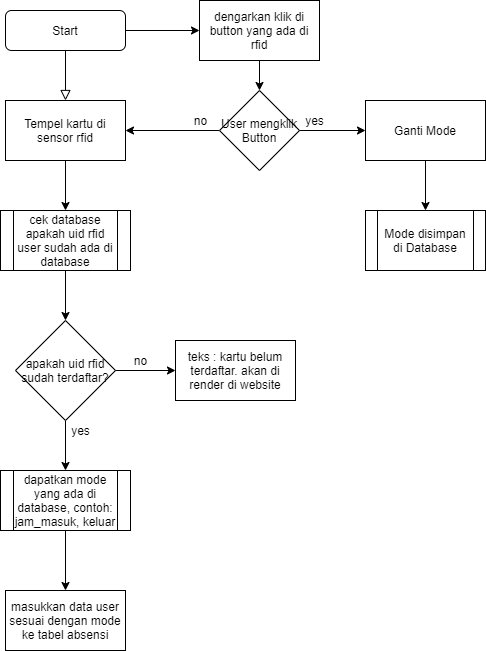 Start
dengarkan klik di
button yang ada di
rfid
no
User mengklik
Button
yes
Tempel kartu di
sensor rfid
Ganti Mode
cek database
apakah uid rfid
user sudah ada di
database
Mode disimpan
di Database
apakah uid rfid
sudah terdaftar?
no
teks : kartu belum
terdaftar. akan di
render di website
yes
dapatkan mode
yang ada di
database, contoh:
jam_masuk, keluar
masukkan data user
sesuai dengan mode
ke tabel absensi